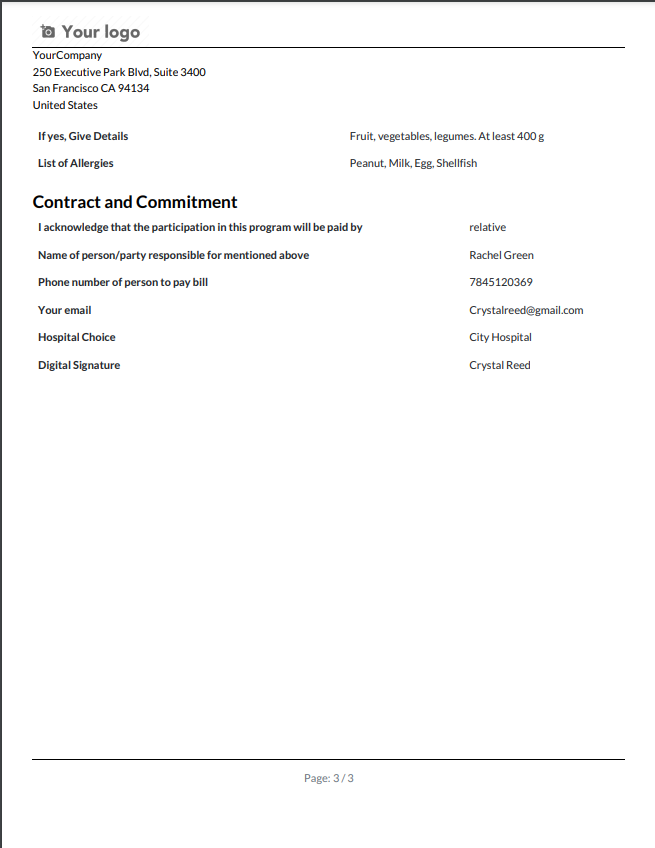 Your logo
YourCompany
250 Executive Park Blvd, Suite 3400
San Francisco CA 94134
United States
If yes, Give Details Fruit, vegetables, legumes. At least 400 g
List of Allergies Peanut, Milk, Egg, Shellfish
Contract and Commitment
I acknowledge that the participation in this program will be paid by relative
Name of person/party responsible for mentioned above Rachel Green
Phone number of person to pay bill 7845120369
Your email Crystalreed@gmail.com
Hospital Choice City Hospital
Digital Signature Crystal Reed
Page: 3 / 3